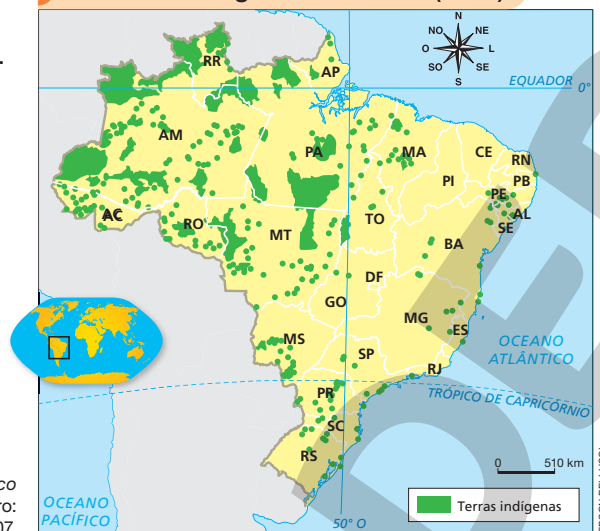 N
NO NE
O L
SO SE
S
EQUADOR 0°
RR
AP
AM
PA
MA
CE
RN
PB
PI
PE
AL
SE
AC
RO
TO
MT
BA
DF
GO
MG
ES
MS
SP
RJ
PR
SC
RS
OCEANO
ATLÂNTICO
TRÓPICO DE CAPRICÓRNIO
0 510 km
Terras indígenas
OCEANO
PACÍFICO
50° O
ro:
07